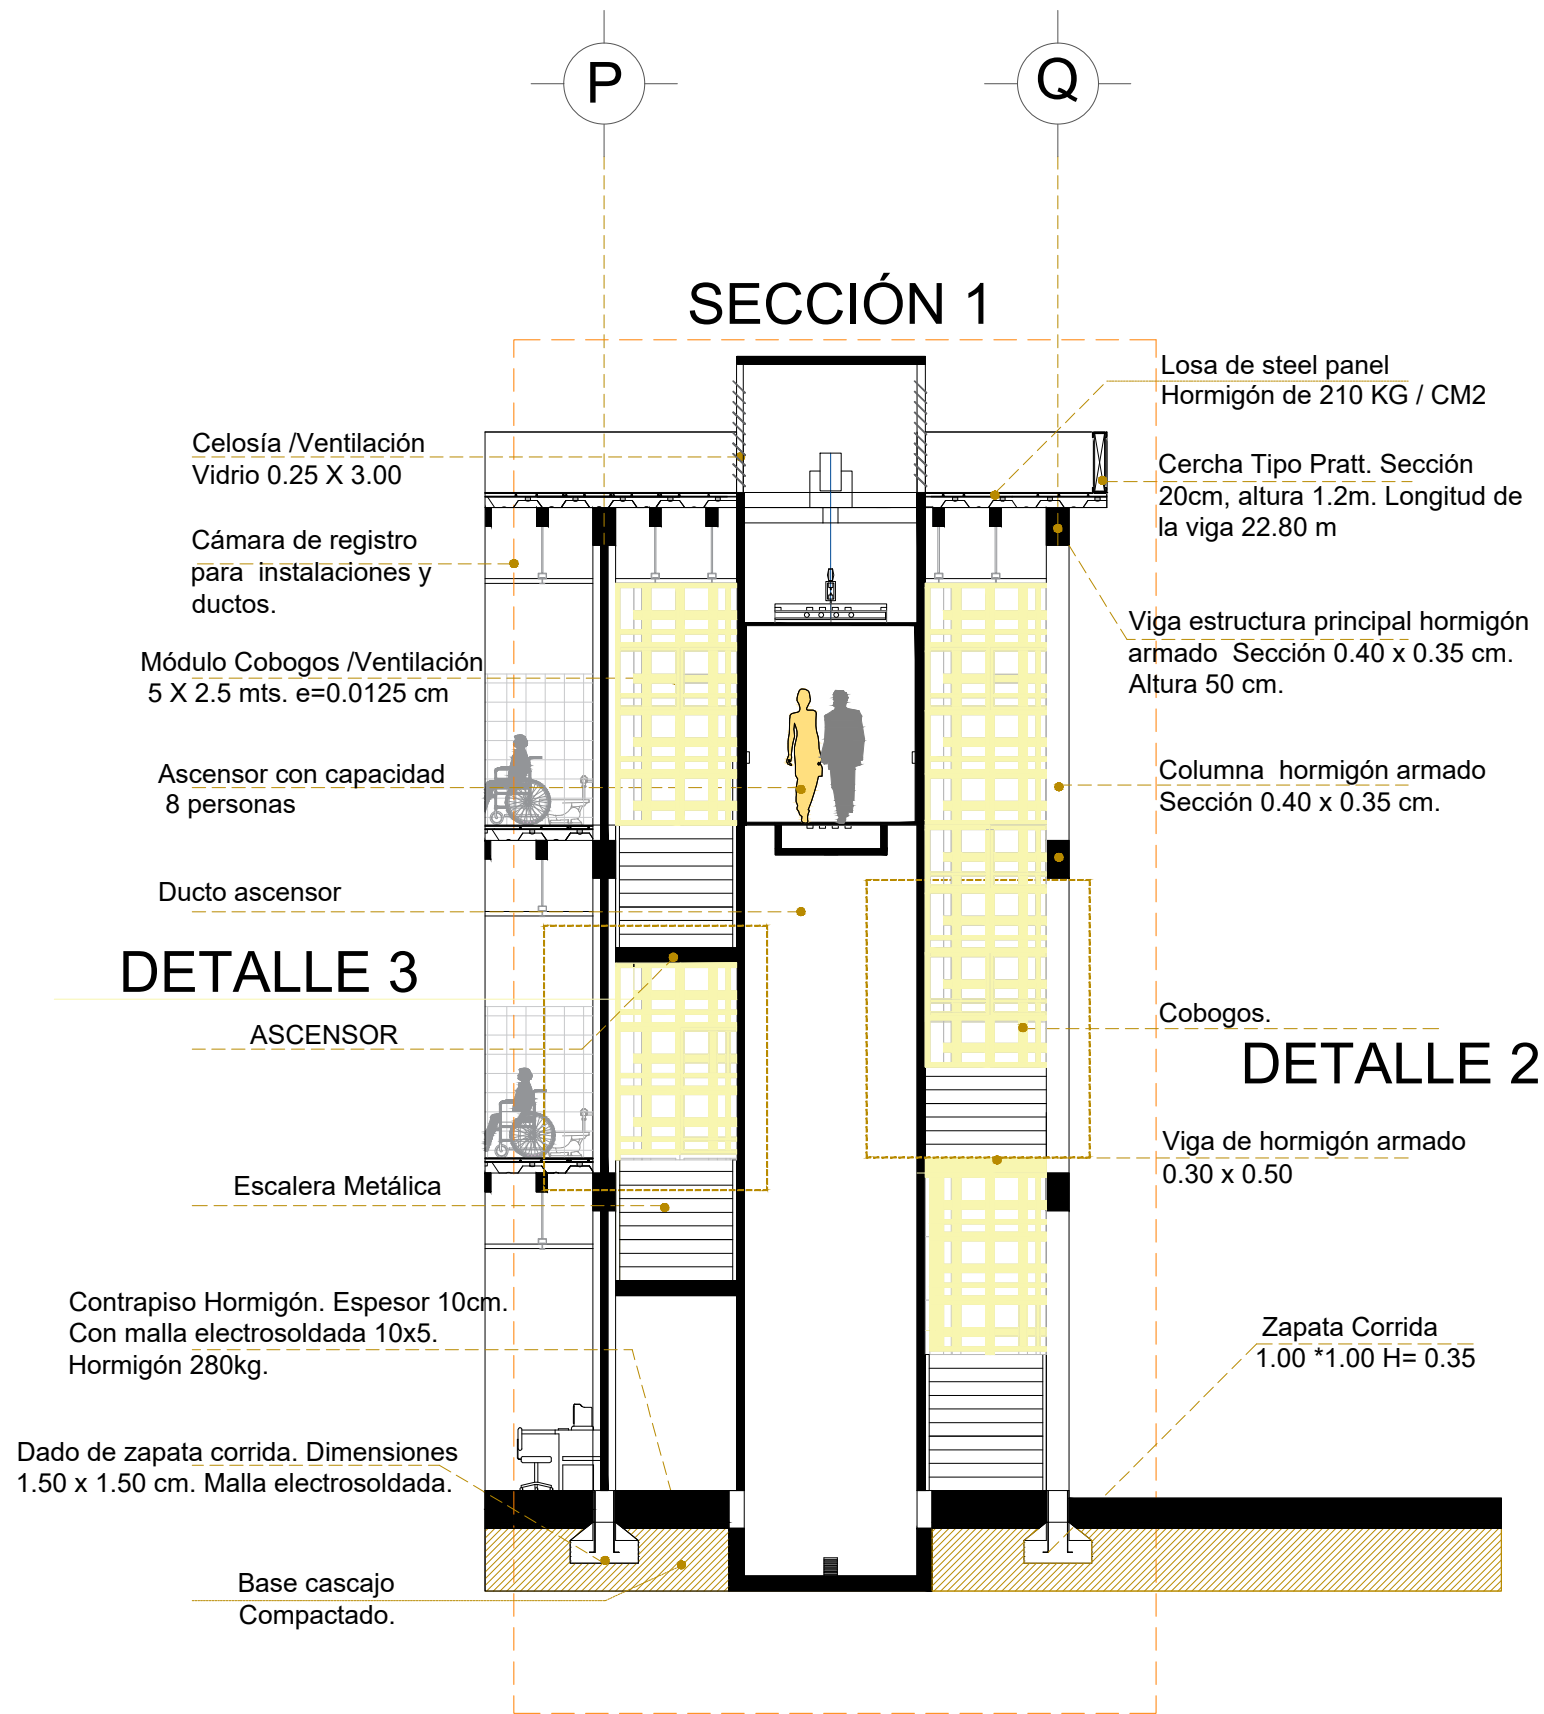 P
Q
SECCIÓN 1
Losa de steel panel
Hormigón de 210 KG / CM2
Celosía /Ventilación
Vidrio 0.25 X 3.00
Cercha Tipo Pratt. Sección
20cm, altura 1.2m. Longitud de
la viga 22.80 m
Cámara de registro
para  instalaciones y
ductos.
Viga estructura principal hormigón
armado  Sección 0.40 x 0.35 cm.
Altura 50 cm.
Módulo Cobogos /Ventilación
5 X 2.5 mts. e=0.0125 cm
Ascensor con capacidad
8 personas
Columna  hormigón armado
Sección 0.40 x 0.35 cm.
Ducto ascensor
DETALLE 3
ASCENSOR
Cobogos.
DETALLE 2
Viga de hormigón armado
0.30 x 0.50
Escalera Metálica
Contrapiso Hormigón. Espesor 10cm.
Con malla electrosoldada 10x5.
Hormigón 280kg.
Zapata Corrida
1.00 *1.00 H= 0.35
Dado de zapata corrida. Dimensiones
1.50 x 1.50 cm. Malla electrosoldada.
Base cascajo
Compactado.